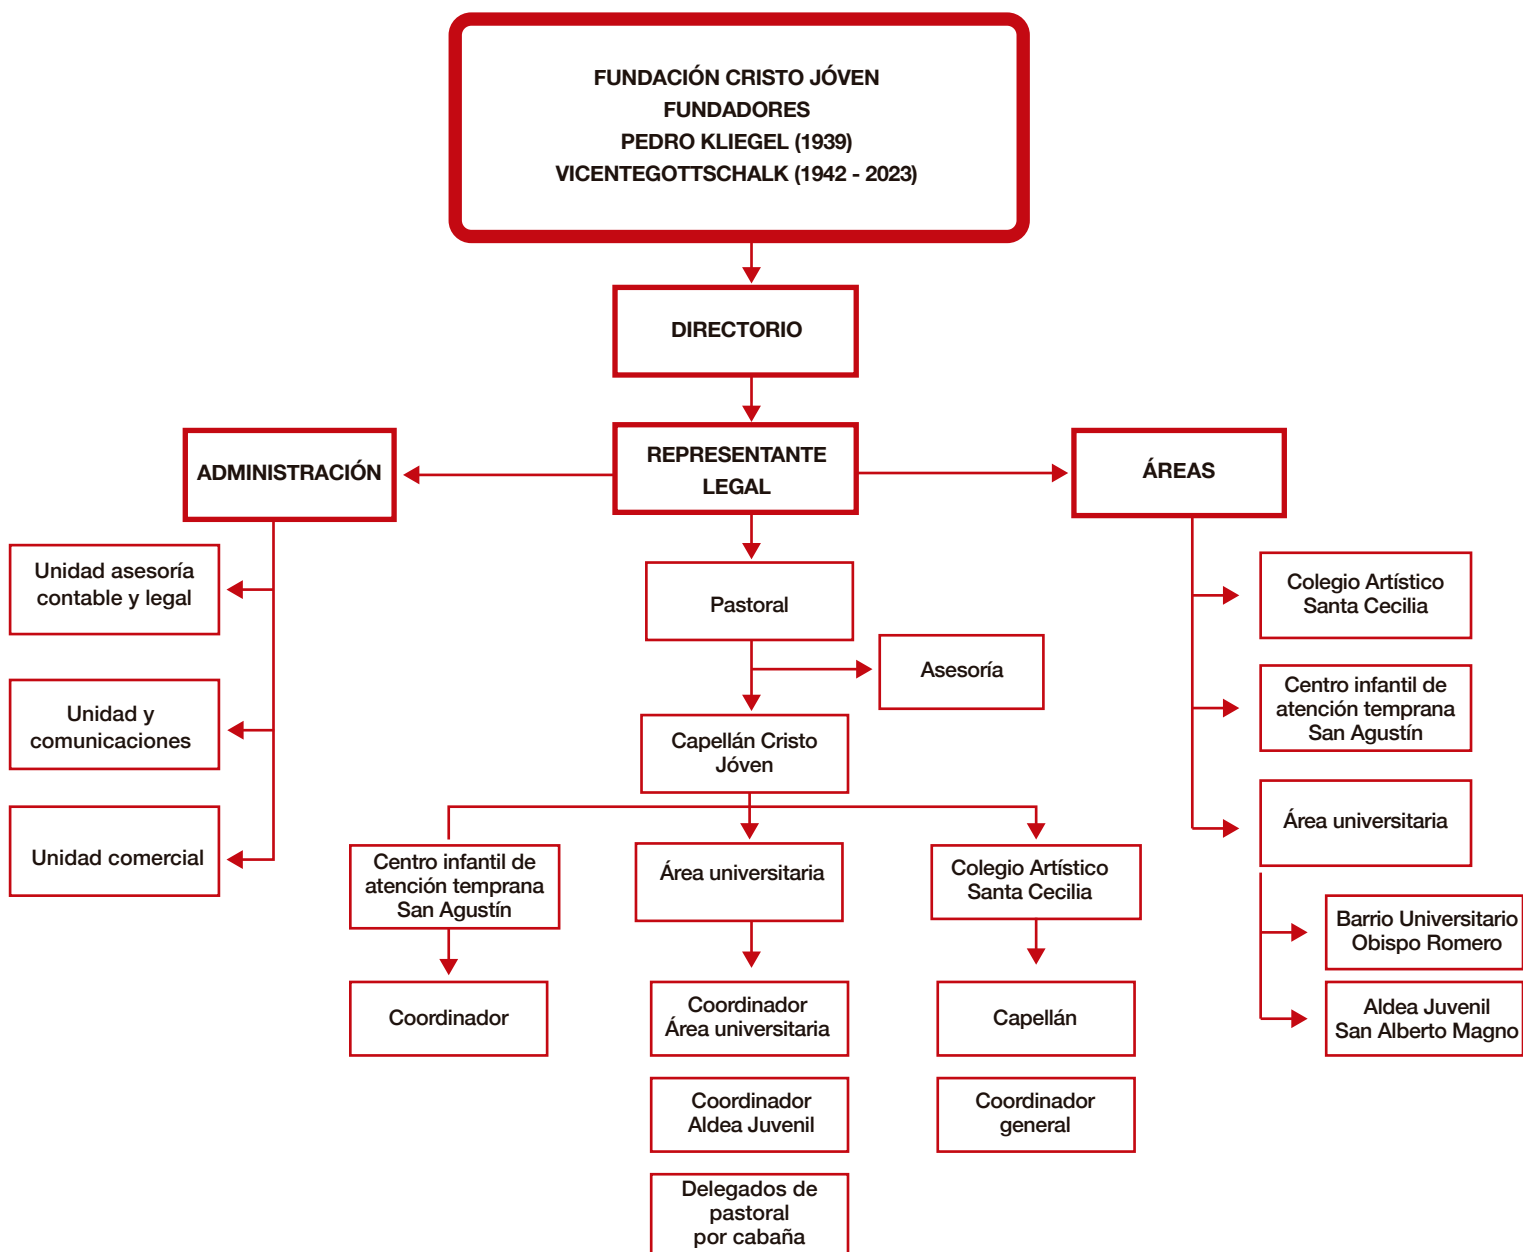 FUNDACIÓN CRISTO JÓVEN
FUNDADORES
PEDRO KLIEGEL (1939)
VICENTEGOTTSCHALK (1942 - 2023)
DIRECTORIO
ADMINISTRACIÓN
REPRESENTANTE
LEGAL
ÁREAS
Unidad asesoría
contable y legal
Unidad y
comunicaciones
Unidad comercial
Pastoral
Asesoría
Capellán Cristo
Jóven
Centro infantil de
atención temprana
San Agustín
Coordinador
Área universitaria
Coordinador
Área universitaria
Coordinador
Aldea Juvenil
Delegados de
pastoral
por cabaña
Colegio Artístico
Santa Cecilia
Capellán
Coordinador
general
Colegio Artístico
Santa Cecilia
Centro infantil de
atención temprana
San Agustín
Área universitaria
Barrio Universitario
Obispo Romero
Aldea Juvenil
San Alberto Magno